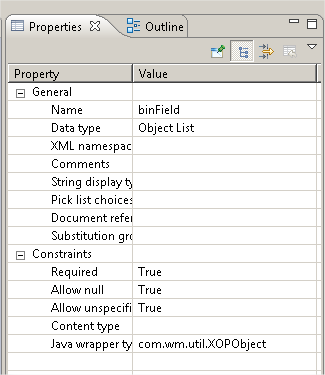 Properties Outline
Property Value
General
Name binField
Data type Object List
XML namespac
Comments
String display ty
Pick list choices
Document refer
Substitution gro
Constraints
Required True
Allow null True
Allow unspecifi True
Content type
Java wrapper ty com.wm.util.XOPObject